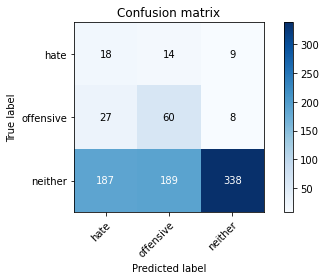 Confusion matrix
hate 18 14 9
offensive 27 60 8
neither 187 189 338
hate offensive neither
Predicted label
True label
300
250
200
150
100
50